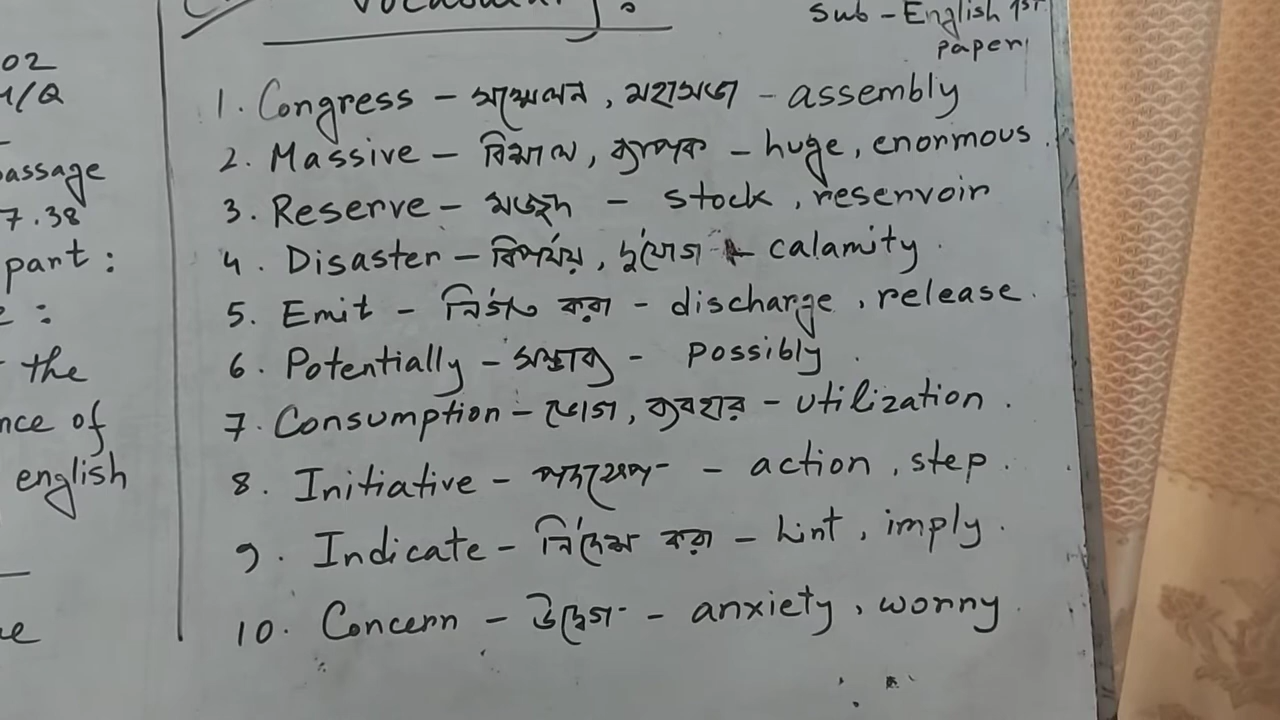 Vocabulary :
Sub - English 1st
paper
02
M/Q
passage
7.38
part :
the
english
1. Congress - সম্মেলন, মহাসভা - assembly
2. Massive - বিশাল, ব্যাপক - huge, enormous.
3. Reserve - মজুদ - stock, reservoir
4. Disaster - বিপর্যয়, দুর্যোগ - calamity.
5. Emit - নির্গত করা - discharge, release.
6. Potentially - সম্ভাব্য - possibly.
7. Consumption - ভোগ, ব্যবহার - utilization.
8. Initiative - পদক্ষেপ - action, step.
9. Indicate - নির্দেশ করা - hint, imply.
10. Concern - উদ্বেগ - anxiety, worry.